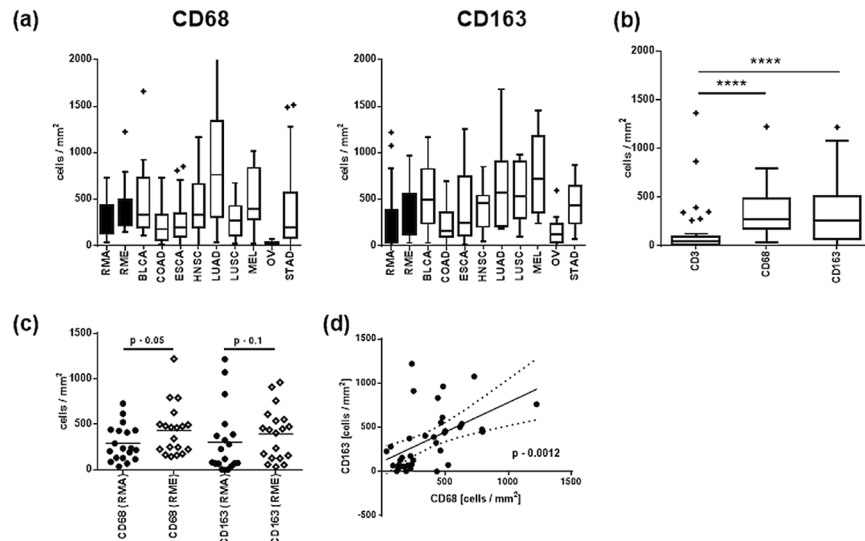 (a) CD68 CD163 (b)
2000 2000 2000
1500 1500 1500
1000 1000 1000
500 500 500
0 0 0
cells / mm²
cells / mm²
cells / mm²
****
****
RMA RME BLCA COAD ESCA HNSC LUAD LUSC MEL OV STAD
RMA RME BLCA COAD ESCA HNSC LUAD LUSC MEL OV STAD
CD3 CD68 CD163
(c) (d)
1500
1000
500
0
cells / mm²
p - 0.05 p - 0.1
CD68 (RMA) CD68 (RME) CD163 (RMA) CD163 (RME)
1500
1000
500
0
-500
CD163 [cells / mm²]
500 1000 1500
p - 0.0012
CD68 [cells / mm²]